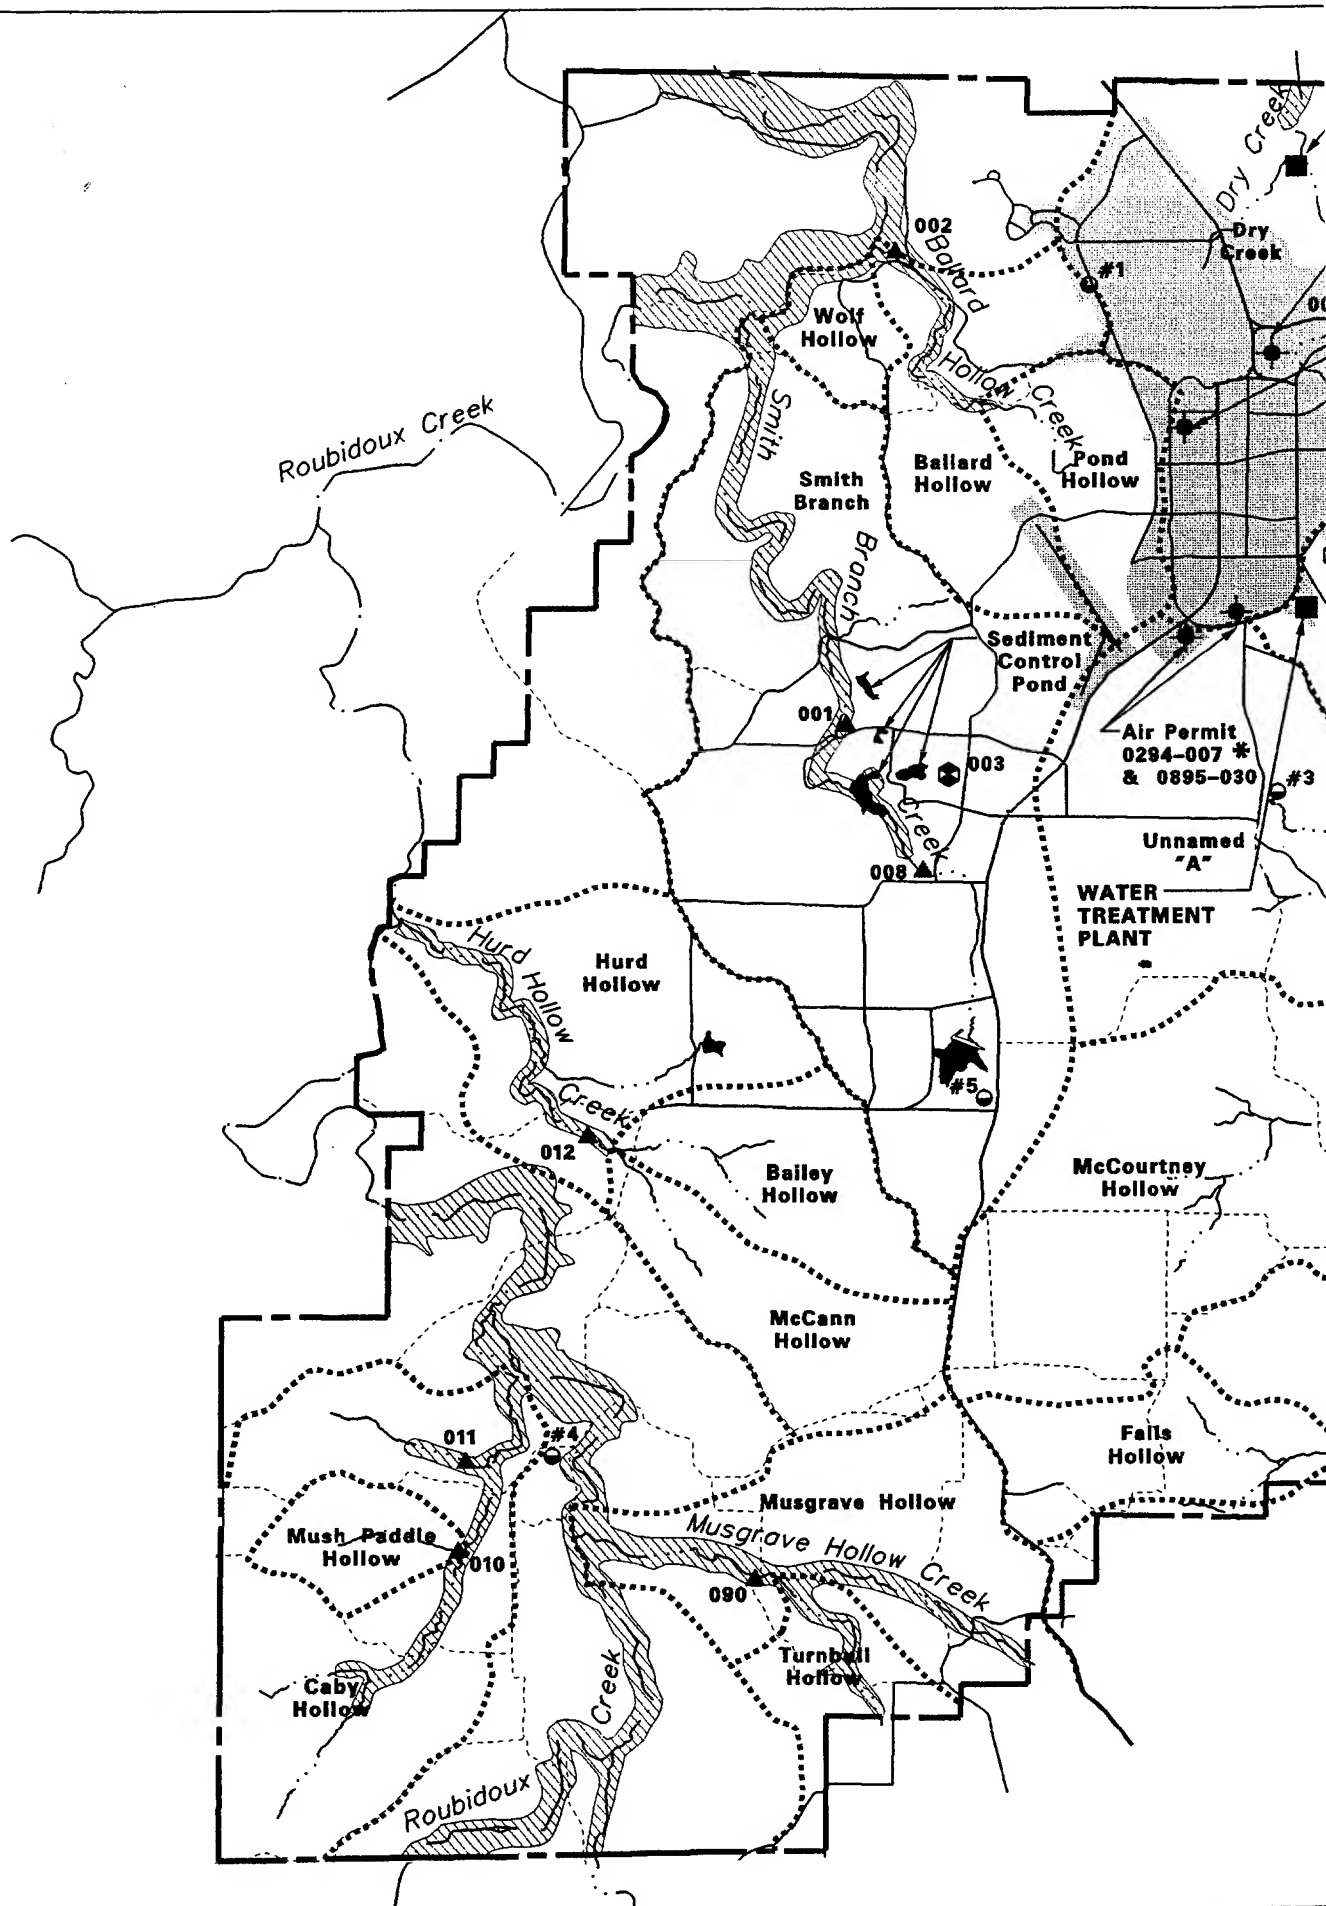 Dry Creek
002
Dry
Creek
Ballard
#1
Wolf
Hollow
Hollow
Creek
Smith
Roubidoux Creek
Ballard
Hollow
Pond
Hollow
Smith
Branch
Branch
Sediment
Control
Pond
001
Air Permit
0294-007 *
& 0895-030
003
#3
Creek
Unnamed
"A"
008
WATER
TREATMENT
PLANT
Hurd
Hollow
Hurd
Hollow
#5
Creek
012
Bailey
Hollow
McCourtney
Hollow
McCann
Hollow
011
#4
Falls
Hollow
Musgrave Hollow
Mush Paddle
Hollow
Musgrave Hollow Creek
010
090
Turnbull
Hollow
Caby
Hollow
Creek
Roubidoux